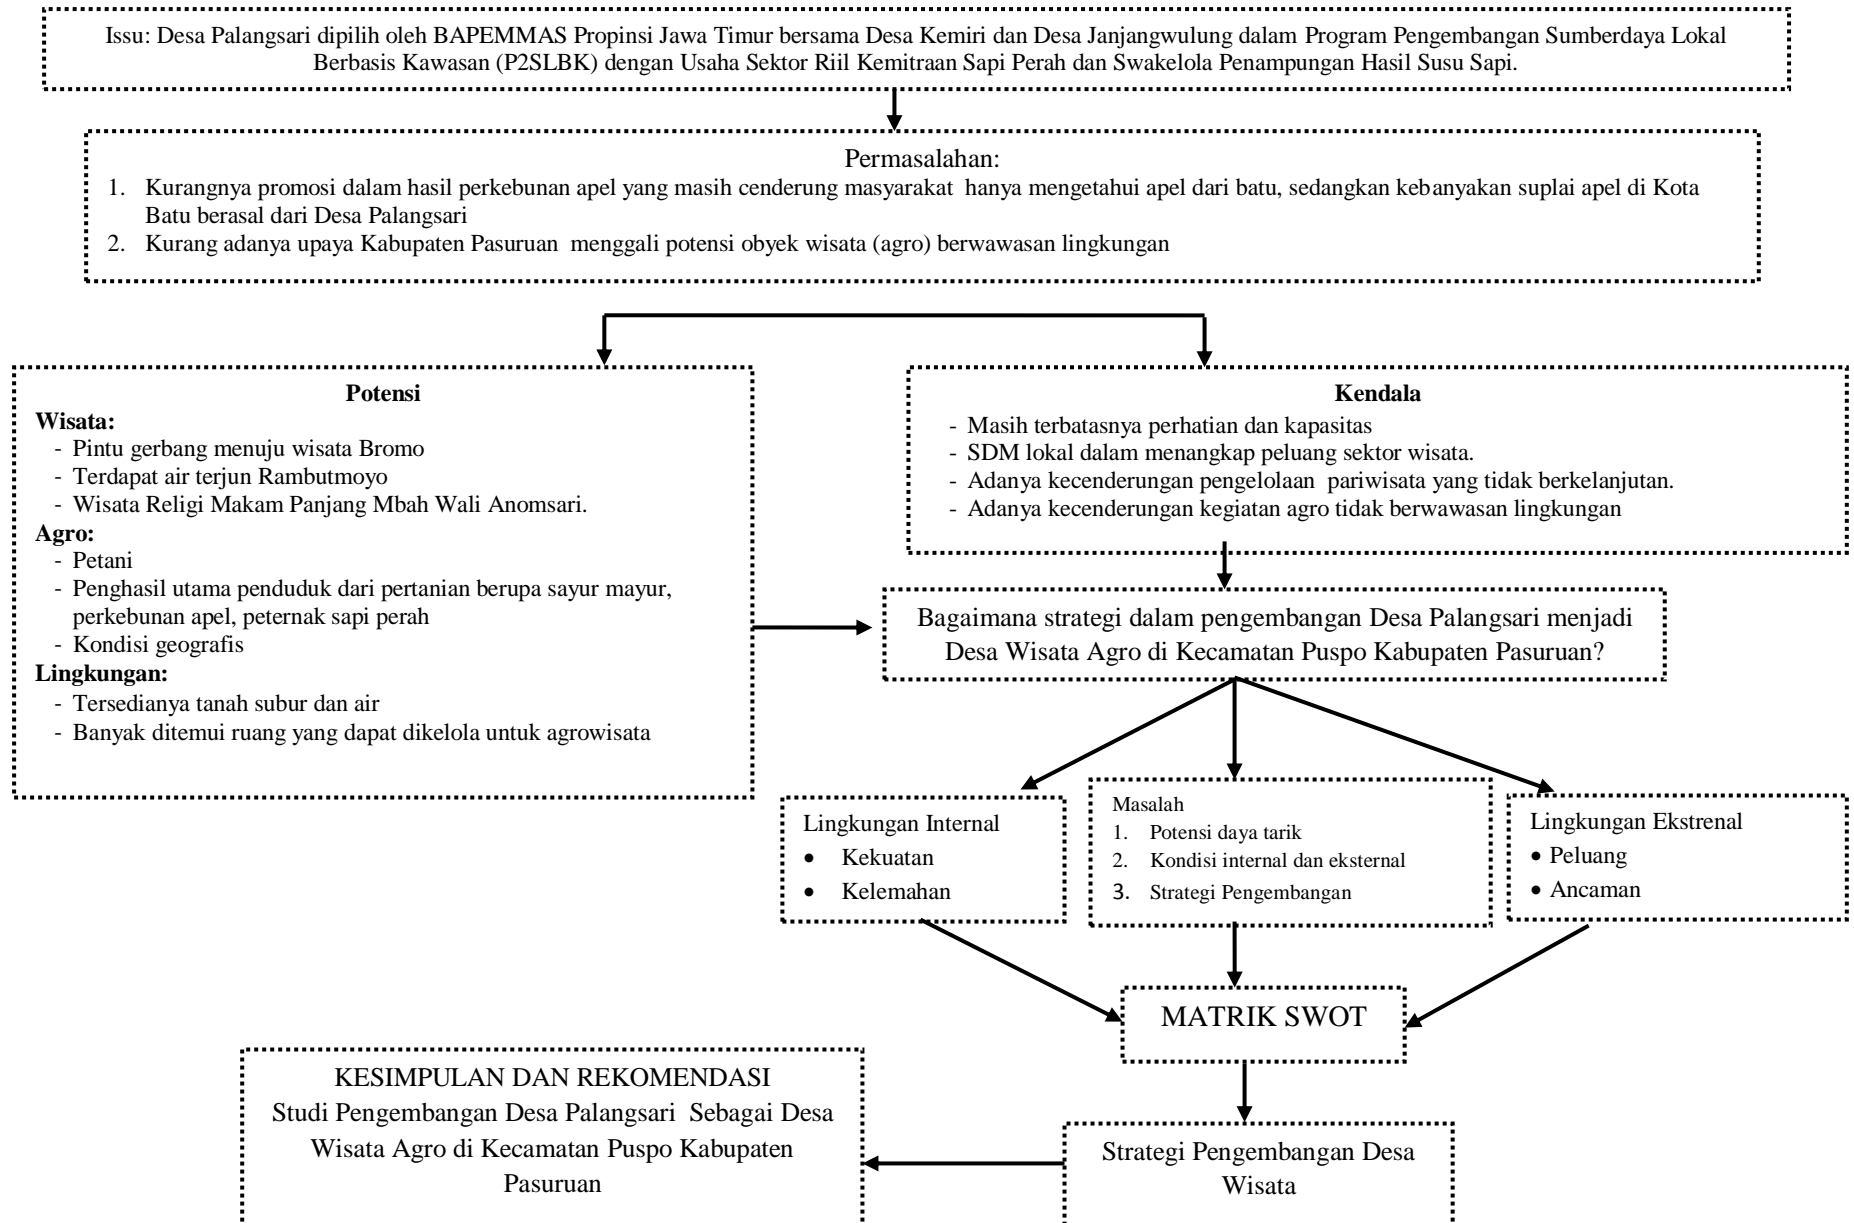 Issu: Desa Palangsari dipilih oleh BAPEMMAS Propinsi Jawa Timur bersama Desa Kemiri dan Desa Janjangwulung dalam Program Pengembangan Sumberdaya Lokal
Berbasis Kawasan (P2SLBK) dengan Usaha Sektor Riil Kemitraan Sapi Perah dan Swakelola Penampungan Hasil Susu Sapi.
Permasalahan:
1. Kurangnya promosi dalam hasil perkebunan apel yang masih cenderung masyarakat hanya mengetahui apel dari batu, sedangkan kebanyakan suplai apel di Kota
Batu berasal dari Desa Palangsari
2. Kurang adanya upaya Kabupaten Pasuruan menggali potensi obyek wisata (agro) berwawasan lingkungan
Potensi
Wisata:
- Pintu gerbang menuju wisata Bromo
- Terdapat air terjun Rambutmoyo
- Wisata Religi Makam Panjang Mbah Wali Anomsari.
Agro:
- Petani
- Penghasil utama penduduk dari pertanian berupa sayur mayur,
perkebunan apel, peternak sapi perah
- Kondisi geografis
Lingkungan:
- Tersedianya tanah subur dan air
- Banyak ditemui ruang yang dapat dikelola untuk agrowisata
Kendala
- Masih terbatasnya perhatian dan kapasitas
- SDM lokal dalam menangkap peluang sektor wisata.
- Adanya kecenderungan pengelolaan pariwisata yang tidak berkelanjutan.
- Adanya kecenderungan kegiatan agro tidak berwawasan lingkungan
Bagaimana strategi dalam pengembangan Desa Palangsari menjadi
Desa Wisata Agro di Kecamatan Puspo Kabupaten Pasuruan?
Lingkungan Internal
• Kekuatan
• Kelemahan
Masalah
1. Potensi daya tarik
2. Kondisi internal dan eksternal
3. Strategi Pengembangan
Lingkungan Ekstrenal
• Peluang
• Ancaman
MATRIK SWOT
Strategi Pengembangan Desa
Wisata
KESIMPULAN DAN REKOMENDASI
Studi Pengembangan Desa Palangsari Sebagai Desa
Wisata Agro di Kecamatan Puspo Kabupaten
Pasuruan